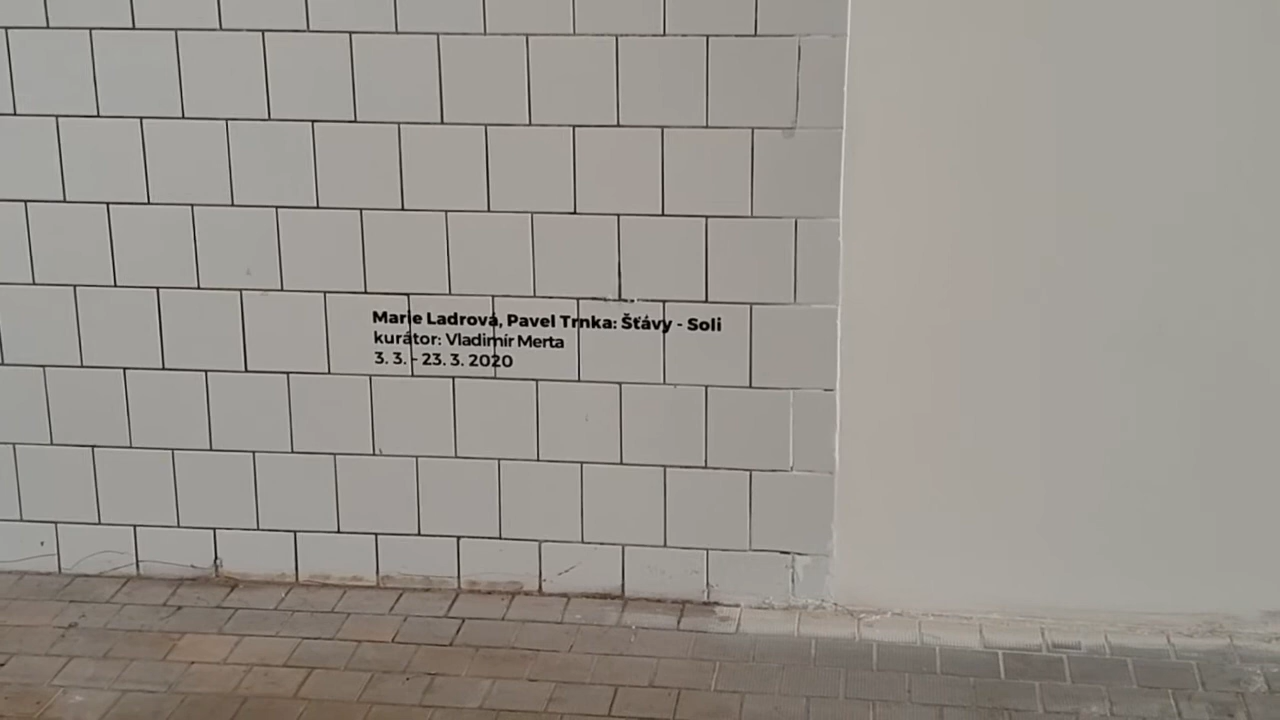 Marie Ladrová, Pavel Trnka: Šťávy - Soli
kurátor: Vladimír Merta
3. 3. - 23. 3. 2020